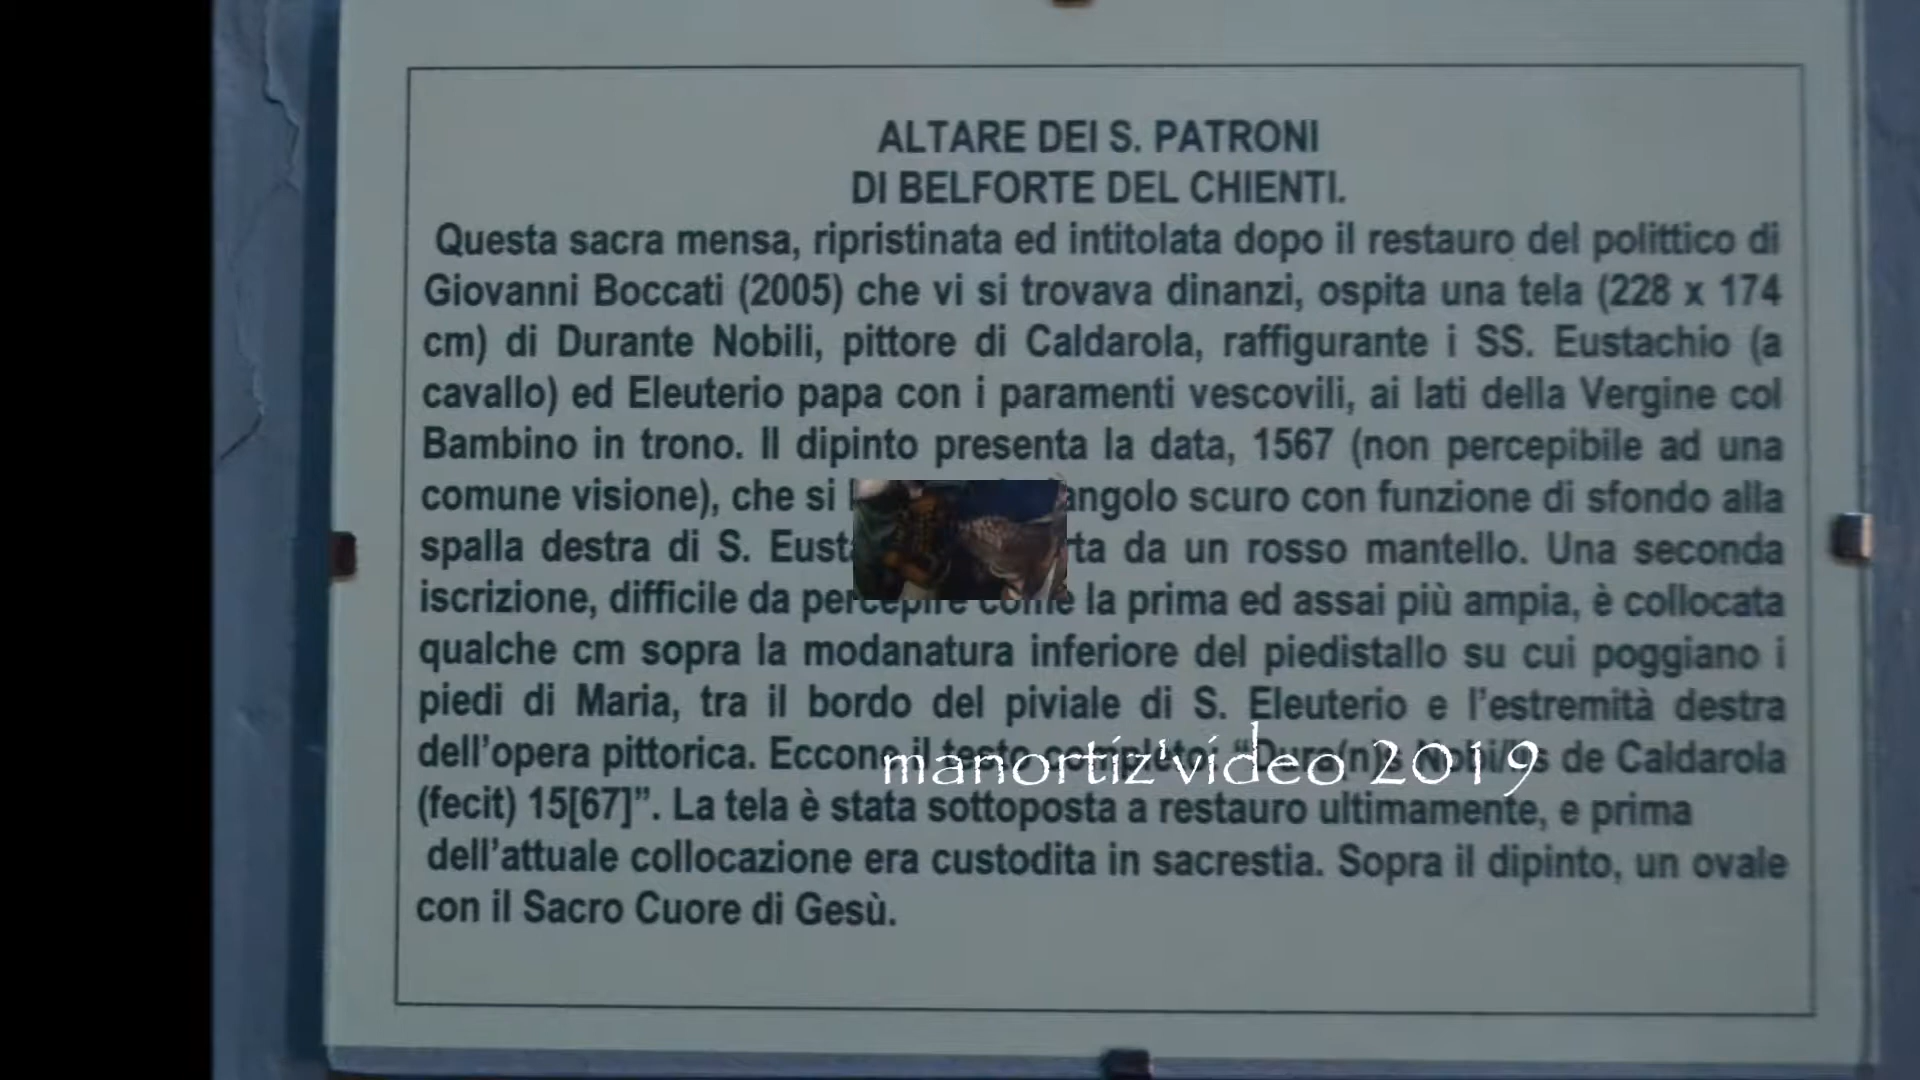 ALTARE DEI S. PATRONI
DI BELFORTE DEL CHIENTI.
Questa sacra mensa, ripristinata ed intitolata dopo il restauro del polittico di
Giovanni Boccati (2005) che vi si trovava dinanzi, ospita una tela (228 x 174
cm) di Durante Nobili, pittore di Caldarola, raffigurante i SS. Eustachio (a
cavallo) ed Eleuterio papa con i paramenti vescovili, ai lati della Vergine col
Bambino in trono. Il dipinto presenta la data, 1567 (non percepibile ad una
comune visione), che si scuro con funzione di sfondo alla
spalla destra di S. da un rosso mantello. Una seconda
iscrizione, difficile da percepire come la prima ed assai più ampia, è collocata
qualche cm sopra la modanatura inferiore del piedistallo su cui poggiano i
piedi di Maria, tra il bordo del piviale di S. Eleuterio e l’estremità destra
dell’opera pittorica. il de Caldarola
manortiz'video 2019
(fecit) 15[67]”. La tela è stata sottoposta a restauro ultimamente, e prima
dell’attuale collocazione era custodita in sacrestia. Sopra il dipinto, un ovale
con il Sacro Cuore di Gesù.